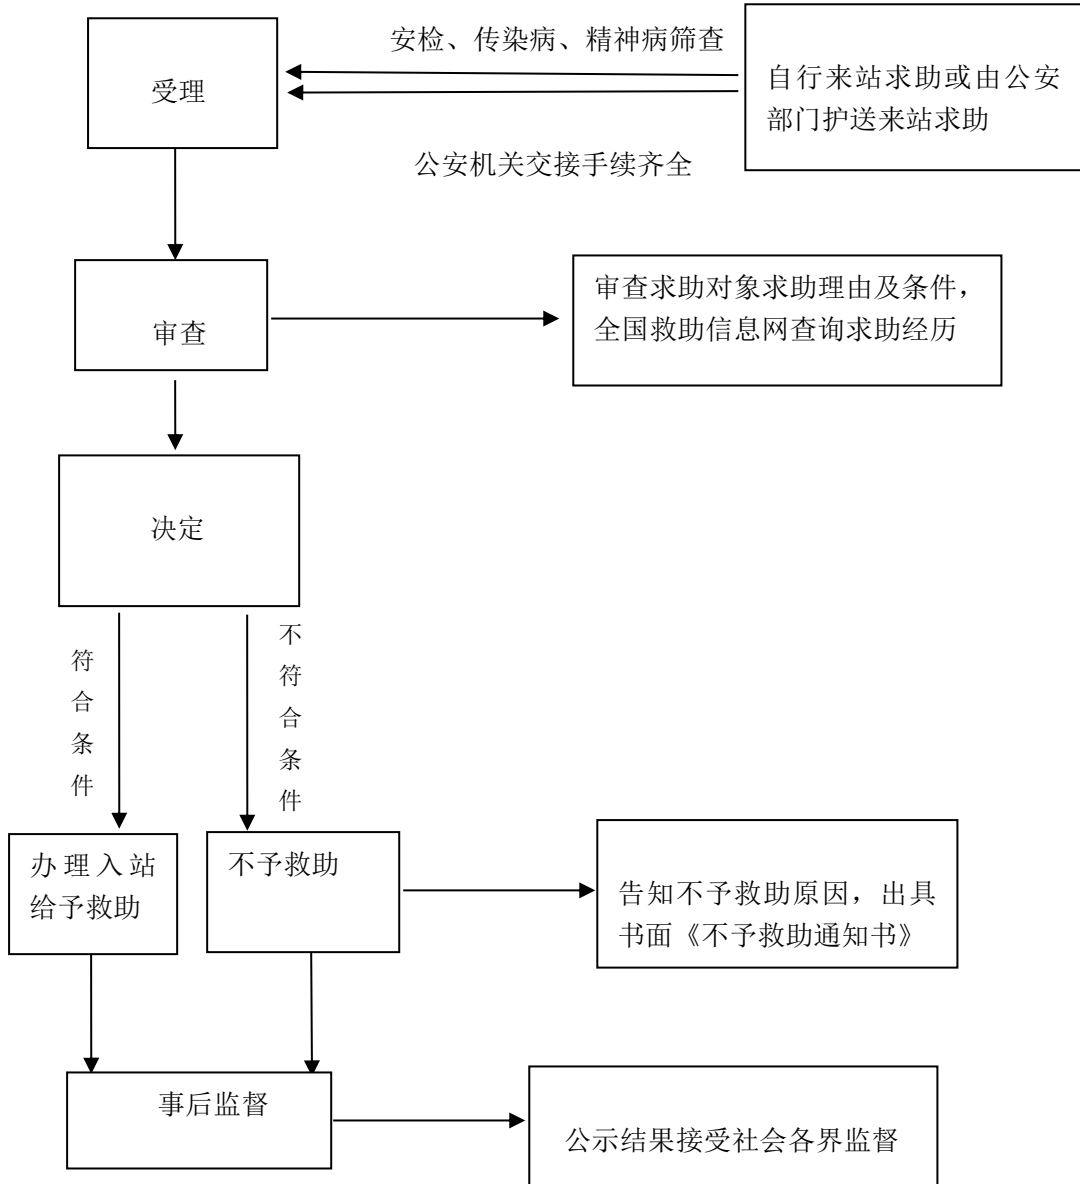 安检、传染病、精神病筛查
受理
自行来站求助或由公安
部门护送来站求助
公安机关交接手续齐全
审查
审查求助对象求助理由及条件，
全国救助信息网查询求助经历
决定
符合条件
不符合条件
办理入站
给予救助
不予救助
告知不予救助原因，出具
书面《不予救助通知书》
事后监督
公示结果接受社会各界监督